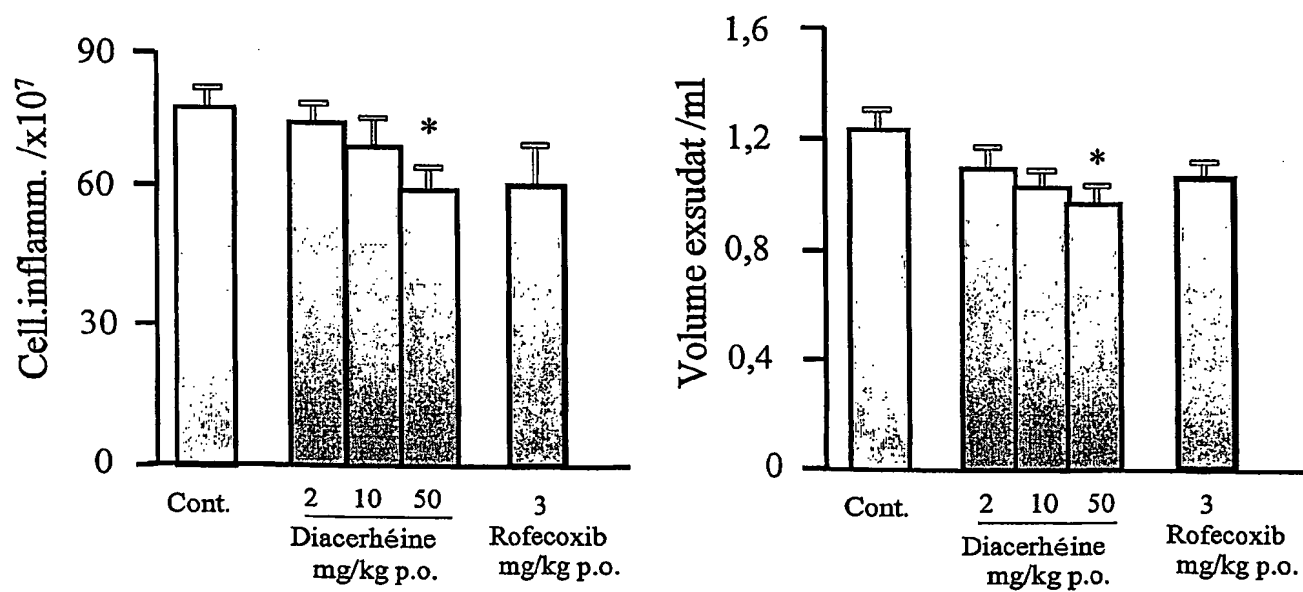 Cell.inflamm. /x10⁷
90
60
30
0
*
Cont.
2 10 50
Diacerhéine
mg/kg p.o.
3
Rofecoxib
mg/kg p.o.
Volume exsudat /ml
1,6
1,2
0,8
0,4
0
*
Cont.
2 10 50
Diacerhéine
mg/kg p.o.
3
Rofecoxib
mg/kg p.o.